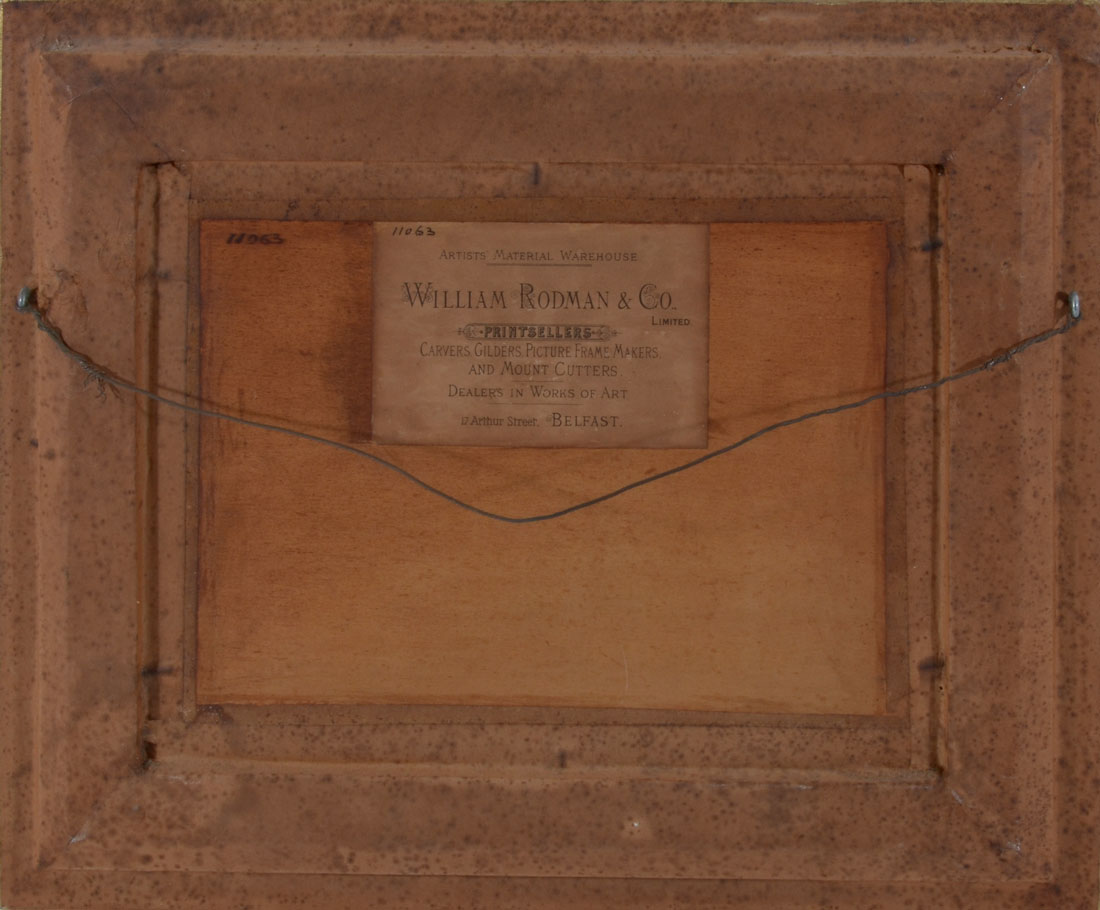 11063
11063
ARTISTS MATERIAL WAREHOUSE
WILLIAM RODMAN & CO.
LIMITED
PRINTSELLERS
CARVERS, GILDERS, PICTURE FRAME MAKERS,
AND MOUNT CUTTERS
DEALERS IN WORKS OF ART
17 Arthur Street, BELFAST.